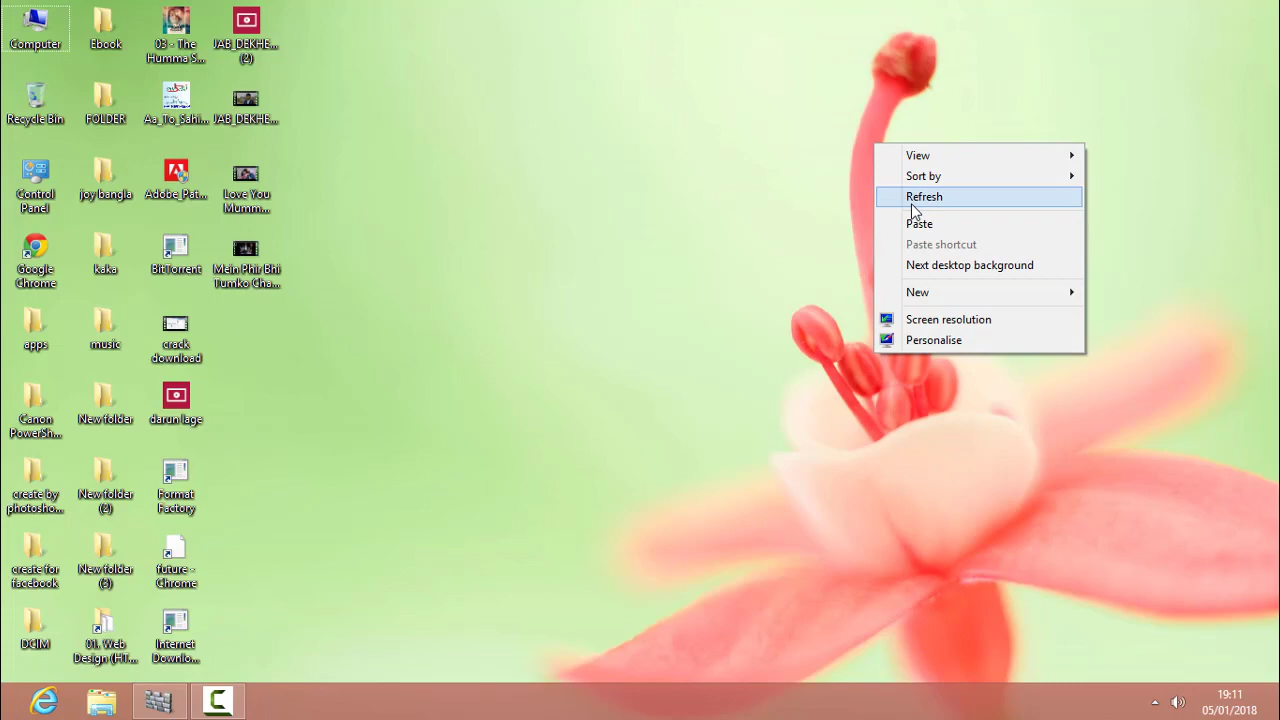 Computer
Ebook
03 - The
Humma S...
JAB_DEKHE...
(2)
Recycle Bin
FOLDER
Aa_To_Sahi...
JAB_DEKHE...
Control
Panel
joy bangla
Adobe_Pat...
Love You
Mumm...
Google
Chrome
kaka
BitTorrent
Mein Phir Bhi
Tumko Cha...
apps
music
crack
download
Canon
PowerSh...
New folder
darun lage
create by
photosho...
New folder
(2)
Format
Factory
create for
facebook
New folder
(3)
future -
Chrome
DCIM
01. Web
Design (HT...
Internet
Downlo...
View
Sort by
Refresh
Paste
Paste shortcut
Next desktop background
New
Screen resolution
Personalise
19:11
05/01/2018